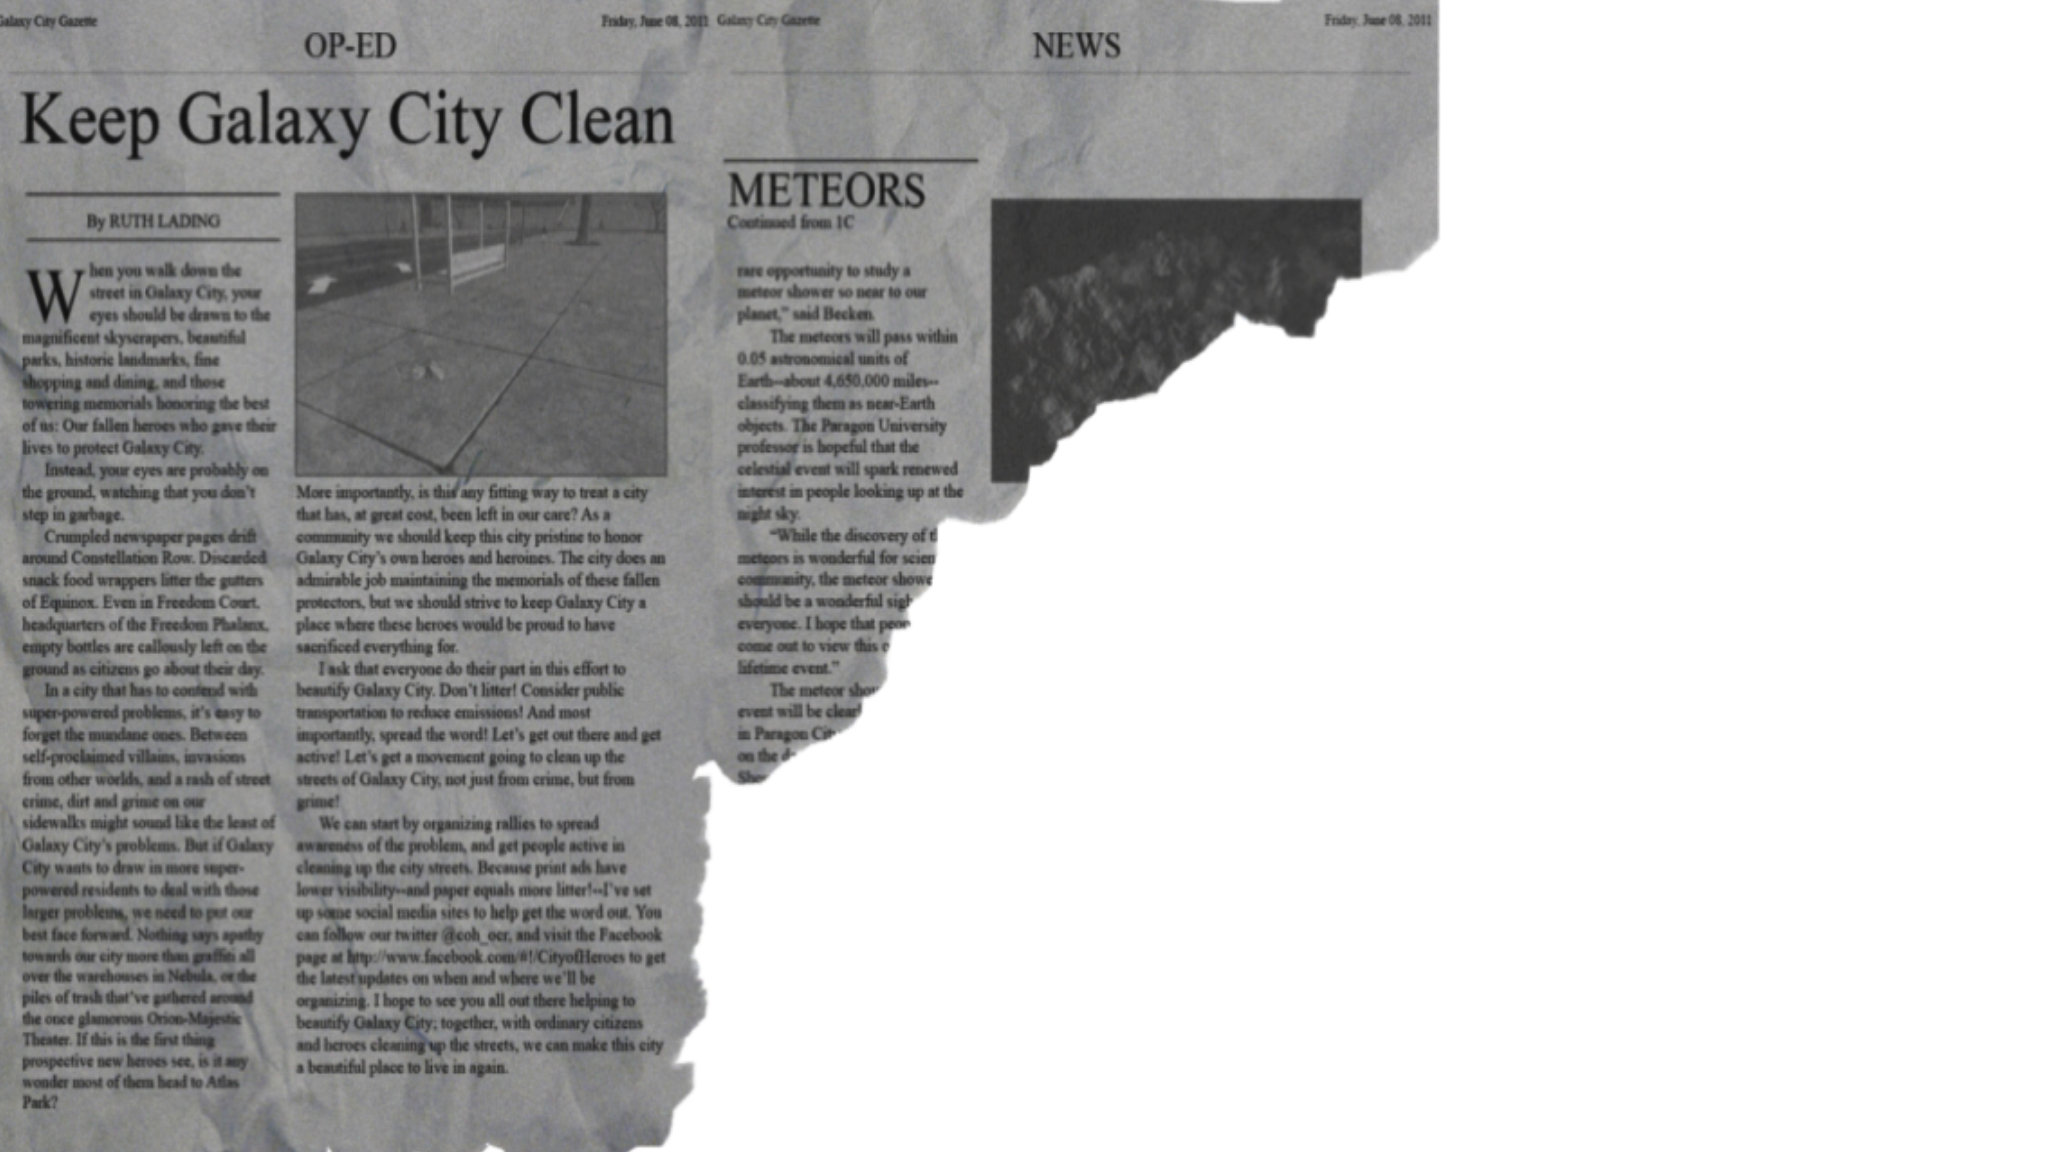 Galaxy City Gazette
Friday, June 08, 2011
OP-ED
Keep Galaxy City Clean
By RUTH LADING
When you walk down the
street in Galaxy City, your
eyes should be drawn to the
magnificent skyscrapers, beautiful
parks, historic landmarks, fine
shopping and dining, and those
towering memorials honoring the best
of us: Our fallen heroes who gave their
lives to protect Galaxy City.
Instead, your eyes are probably on
the ground, watching that you don't
step in garbage.
Crumpled newspaper pages drift
around Constellation Row. Discarded
snack food wrappers litter the gutters
of Equinox. Even in Freedom Court,
headquarters of the Freedom Phalanx,
empty bottles are callously left on the
ground as citizens go about their day.
In a city that has to contend with
super-powered problems, it's easy to
forget the mundane ones. Between
self-proclaimed villains, invasions
from other worlds, and a rash of street
crime, dirt and grime on our
sidewalks might sound like the least of
Galaxy City's problems. But if Galaxy
City wants to draw in more super-
powered residents to deal with those
larger problems, we need to put our
best face forward. Nothing says apathy
towards our city more than graffiti all
over the warehouses in Nebula, or the
piles of trash that've gathered around
the once glamorous Orion-Majestic
Theater. If this is the first thing
prospective new heroes see, is it any
wonder most of them head to Atlas
Park?
More importantly, is this any fitting way to treat a city
that has, at great cost, been left in our care? As a
community we should keep this city pristine to honor
Galaxy City's own heroes and heroines. The city does an
admirable job maintaining the memorials of these fallen
protectors, but we should strive to keep Galaxy City a
place where these heroes would be proud to have
sacrificed everything for.
I ask that everyone do their part in this effort to
beautify Galaxy City. Don't litter! Consider public
transportation to reduce emissions! And most
importantly, spread the word! Let's get out there and get
active! Let's get a movement going to clean up the
streets of Galaxy City, not just from crime, but from
grime!
We can start by organizing rallies to spread
awareness of the problem, and get people active in
cleaning up the city streets. Because print ads have
lower visibility--and paper equals more litter!--I've set
up some social media sites to help get the word out. You
can follow our twitter @coh_ocr, and visit the Facebook
page at http://www.facebook.com/#!/CityofHeroes to get
the latest updates on when and where we'll be
organizing. I hope to see you all out there helping to
beautify Galaxy City; together, with ordinary citizens
and heroes cleaning up the streets, we can make this city
a beautiful place to live in again.
Galaxy City Gazette
Friday, June 08, 2011
NEWS
METEORS
Continued from 1C
rare opportunity to study a
meteor shower so near to our
planet," said Becken.
The meteors will pass within
0.05 astronomical units of
Earth--about 4,650,000 miles--
classifying them as near-Earth
objects. The Paragon University
professor is hopeful that the
celestial event will spark renewed
interest in people looking up at the
night sky.
"While the discovery of t
meteors is wonderful for scien
community, the meteor showe
should be a wonderful sigh
everyone. I hope that peop
come out to view this o
lifetime event."
The meteor show
event will be clearl
in Paragon City
on the d
She